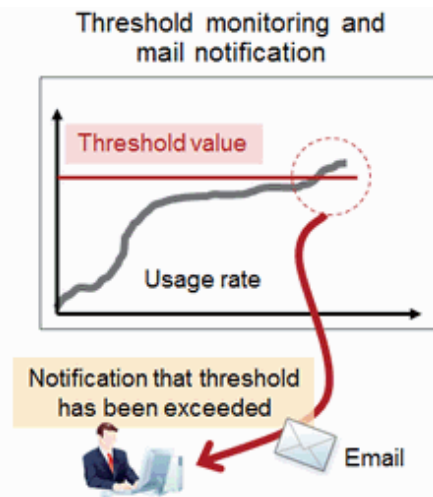 Threshold monitoring and
mail notification
Threshold value
Usage rate
Notification that threshold
has been exceeded
Email